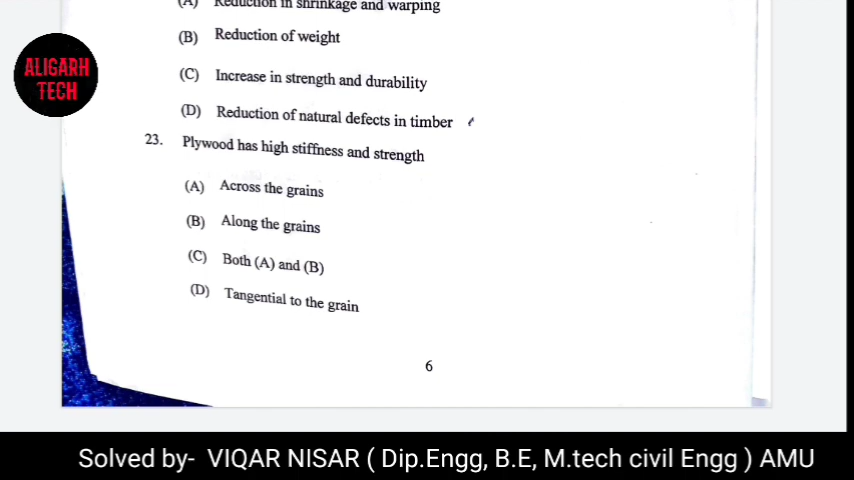 (A) Reduction in shrinkage and warping
(B) Reduction of weight
(C) Increase in strength and durability
(D) Reduction of natural defects in timber
23. Plywood has high stiffness and strength
(A) Across the grains
(B) Along the grains
(C) Both (A) and (B)
(D) Tangential to the grain
6
ALIGARH
TECH
Solved by- VIQAR NISAR ( Dip.Engg, B.E, M.tech civil Engg ) AMU